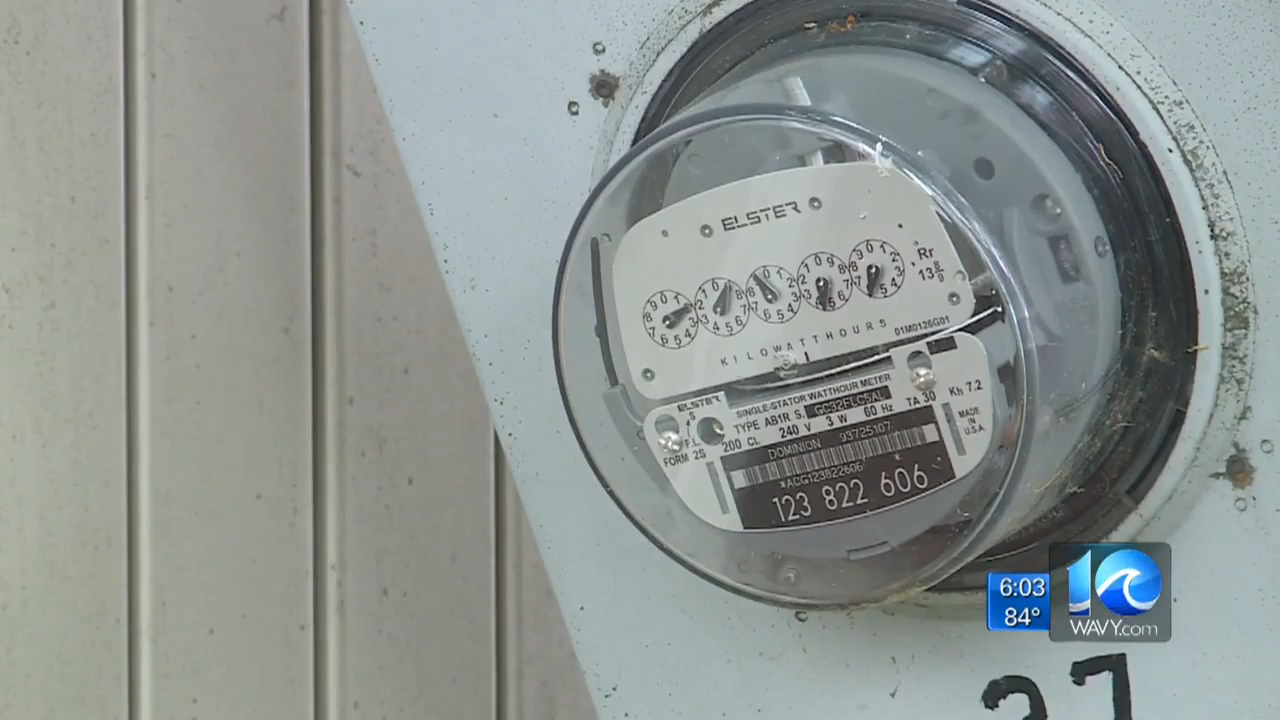 ELSTER
KILOWATTHOURS
Rr
13 8/9
01M0126G01
ELSTER
SINGLE-STATOR WATTHOUR METER
TYPE AB1R S. GC32FLC5AL
200 CL 240 V 3 W 60 Hz TA 30 Kh 7.2
FORM 2S
MADE
IN
U.S.A.
DOMINION 93725107
*ACG123822606*
123 822 606
6:03
84°
10
WAVY.com
27